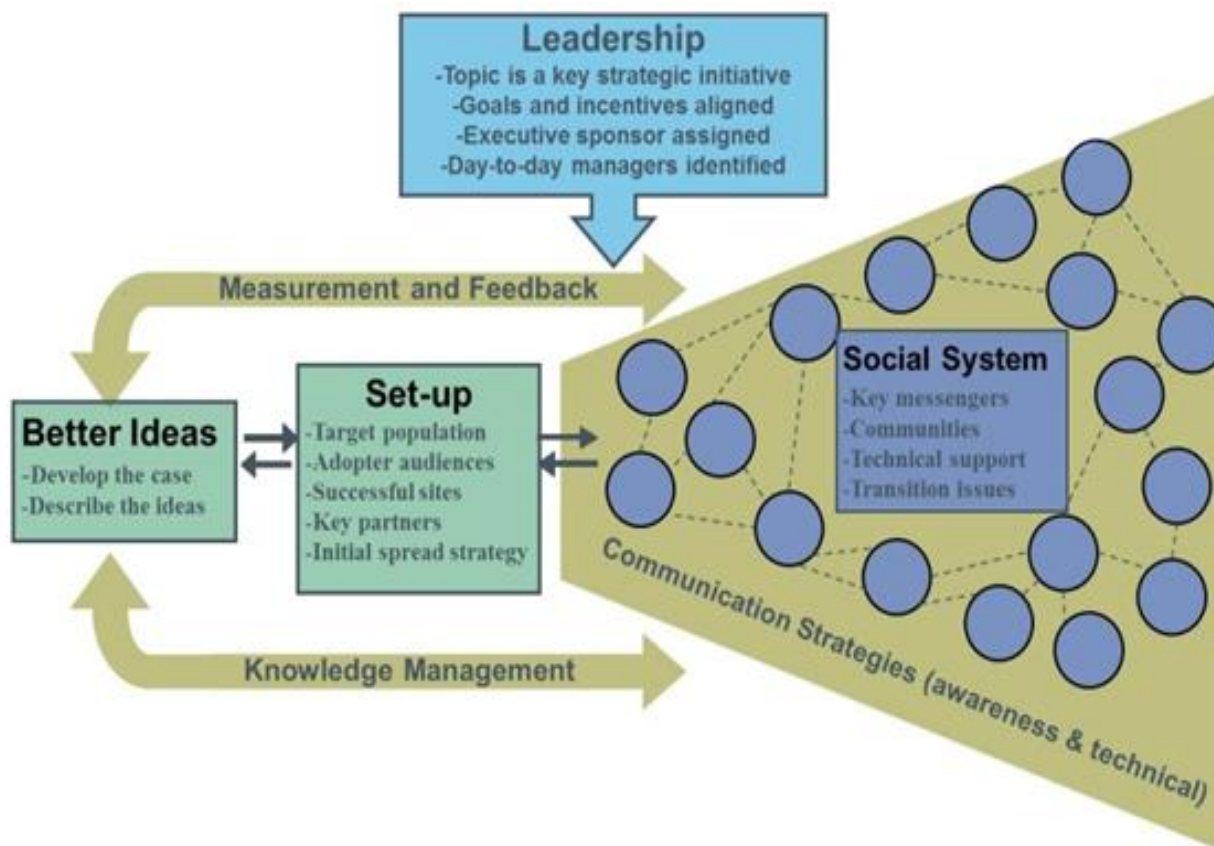 Leadership
-Topic is a key strategic initiative
-Goals and incentives aligned
-Executive sponsor assigned
-Day-to-day managers identified
Measurement and Feedback
Better Ideas
-Develop the case
-Describe the ideas
Set-up
-Target population
-Adopter audiences
-Successful sites
-Key partners
-Initial spread strategy
Social System
-Key messengers
-Communities
-Technical support
-Transition issues
Knowledge Management
Communication Strategies (awareness & technical)